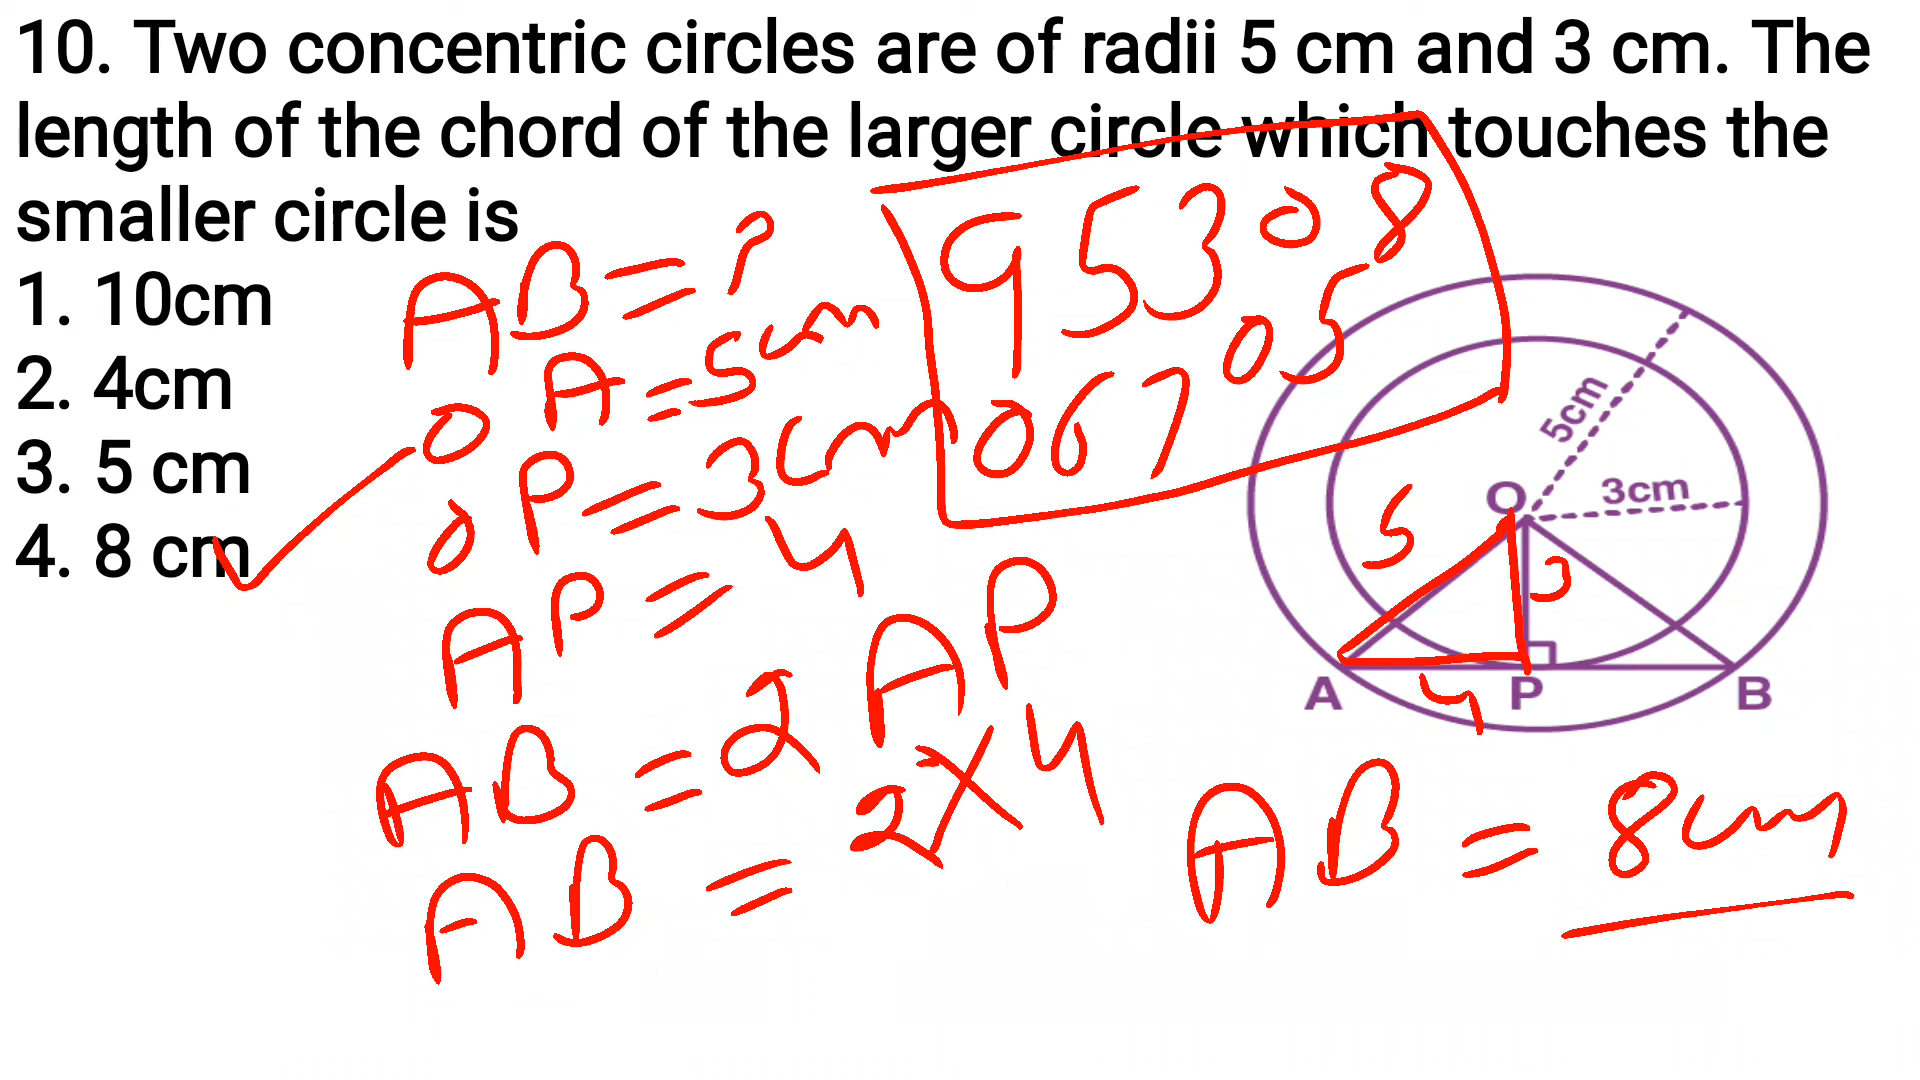 10. Two concentric circles are of radii 5 cm and 3 cm. The
length of the chord of the larger circle which touches the
smaller circle is
1. 10cm
2. 4cm
3. 5 cm
4. 8 cm
AB = ?
OA = 5cm
OP = 3cm
AP = 4
AB = 2AP
AB = 2×4
AB = 8cm
95308
06705
5cm
3cm
O
5
3
4
A
P
B